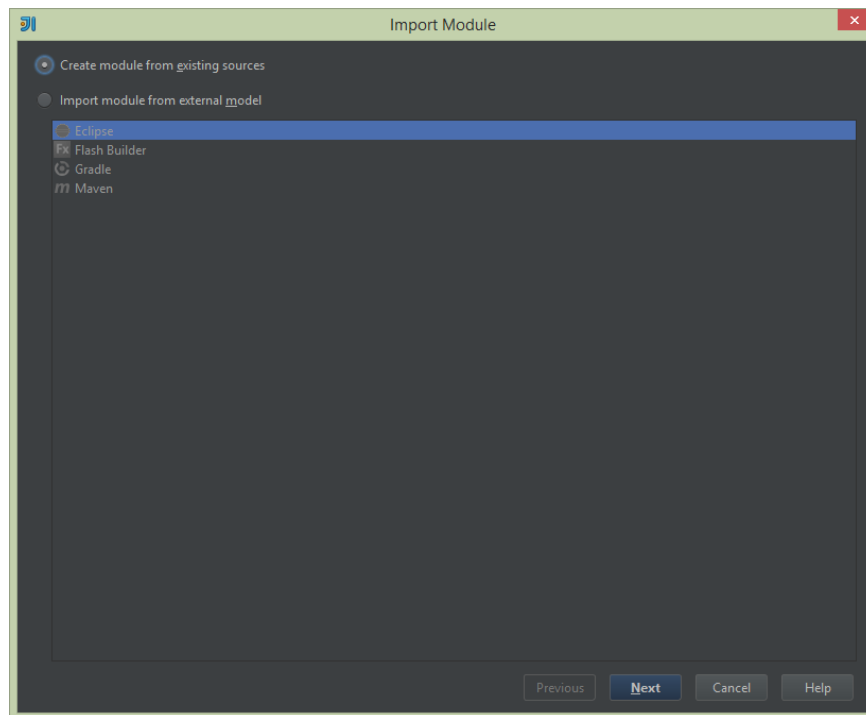 Import Module
Create module from existing sources
Import module from external model
Eclipse
Fx Flash Builder
Gradle
m Maven
Previous Next Cancel Help